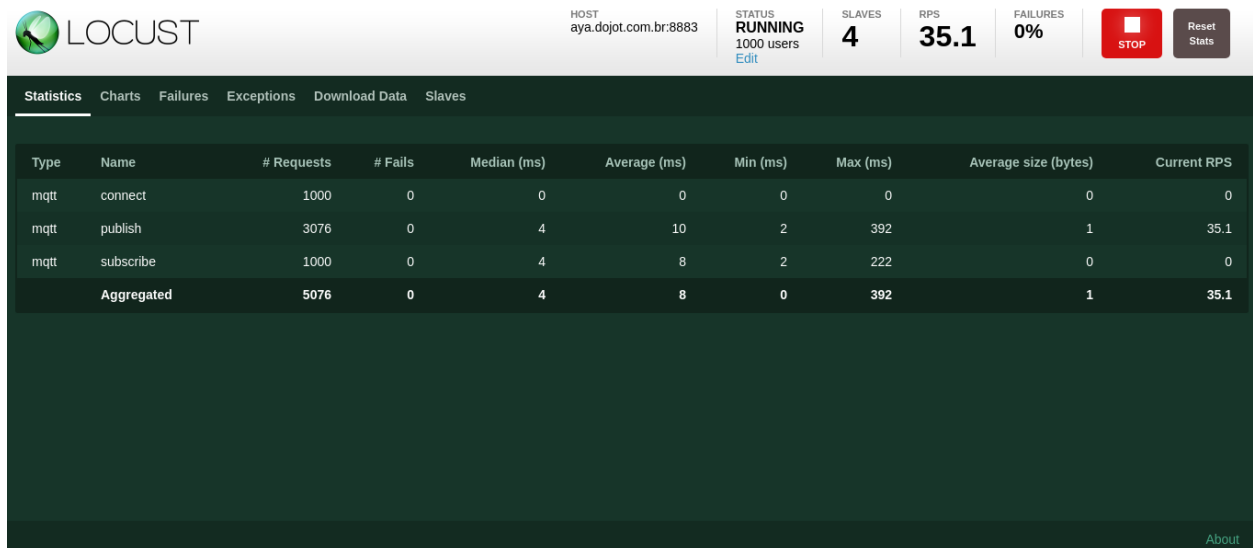 LOCUST
HOST
aya.dojot.com.br:8883
STATUS
RUNNING
1000 users
Edit
SLAVES
4
RPS
35.1
FAILURES
0%
STOP
Reset
Stats
Statistics Charts Failures Exceptions Download Data Slaves
Type Name # Requests # Fails Median (ms) Average (ms) Min (ms) Max (ms) Average size (bytes) Current RPS
mqtt connect 1000 0 0 0 0 0 0 0
mqtt publish 3076 0 4 10 2 392 1 35.1
mqtt subscribe 1000 0 4 8 2 222 0 0
Aggregated 5076 0 4 8 0 392 1 35.1
About